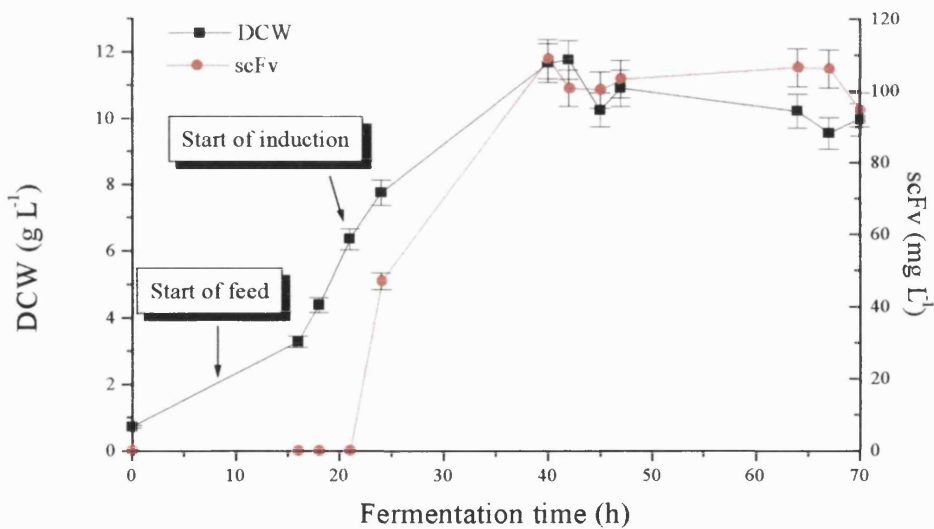 DCW
scFv
Start of induction
Start of feed
DCW (g L-1)
12
10
8
6
4
2
0
scFv (mg L-1)
120
100
80
60
40
20
0
0 10 20 30 40 50 60 70
Fermentation time (h)